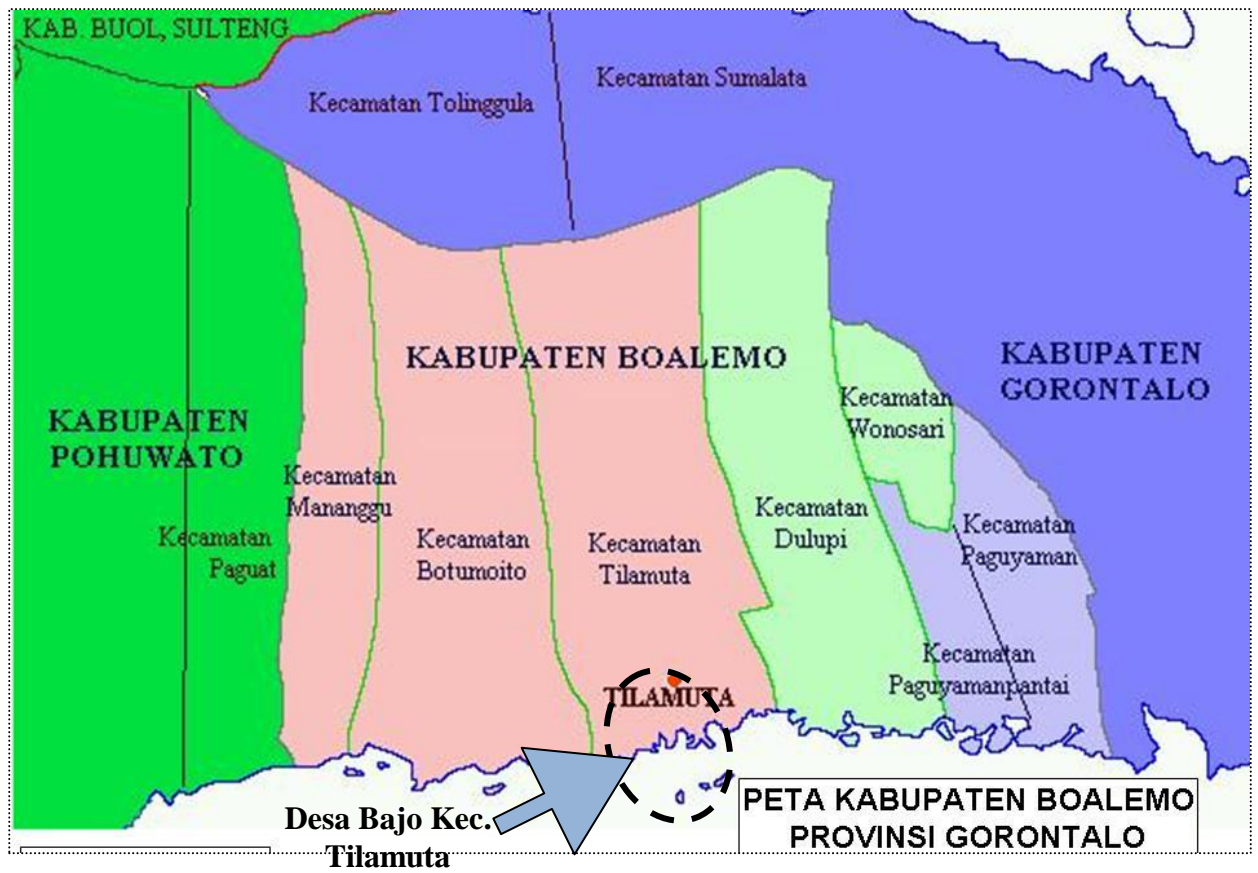 KAB. BUOL, SULTENG
Kecamatan Tolinggula
Kecamatan Sumalata
KABUPATEN BOALEMO
KABUPATEN
GORONTALO
KABUPATEN
POHUWATO
Kecamatan
Wonosari
Kecamatan
Mananggu
Kecamatan
Paguat
Kecamatan
Botumoito
Kecamatan
Tilamuta
Kecamatan
Dulupi
Kecamatan
Paguyaman
Kecamatan
Paguyamanpantai
TILAMUTA
Desa Bajo Kec.
Tilamuta
PETA KABUPATEN BOALEMO
PROVINSI GORONTALO